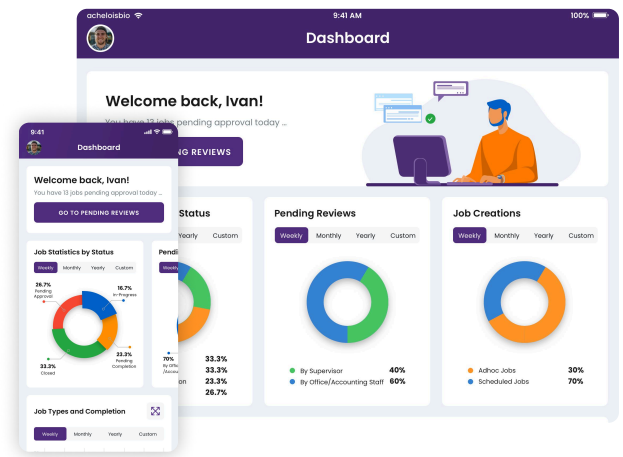 acheloisbio
9:41 AM
100%
Dashboard
Welcome back, Ivan!
You have 13 jobs pending approval today ...
NG REVIEWS
Status
Yearly Custom
33.3%
33.3%
on 23.3%
26.7%
Pending Reviews
Weekly Monthly Yearly Custom
By Supervisor 40%
By Office/Accounting Staff 60%
Job Creations
Weekly Monthly Yearly Custom
Adhoc Jobs 30%
Scheduled Jobs 70%
9:41
Dashboard
Welcome back, Ivan!
You have 13 jobs pending approval today ...
GO TO PENDING REVIEWS
Job Statistics by Status
Weekly Monthly Yearly Custom
26.7%
Pending
Approval
16.7%
In-Progress
33.3%
Closed
23.3%
Pending
Completion
Pendi
Weekly
70%
By Offic
/Accou
Job Types and Completion
Weekly Monthly Yearly Custom